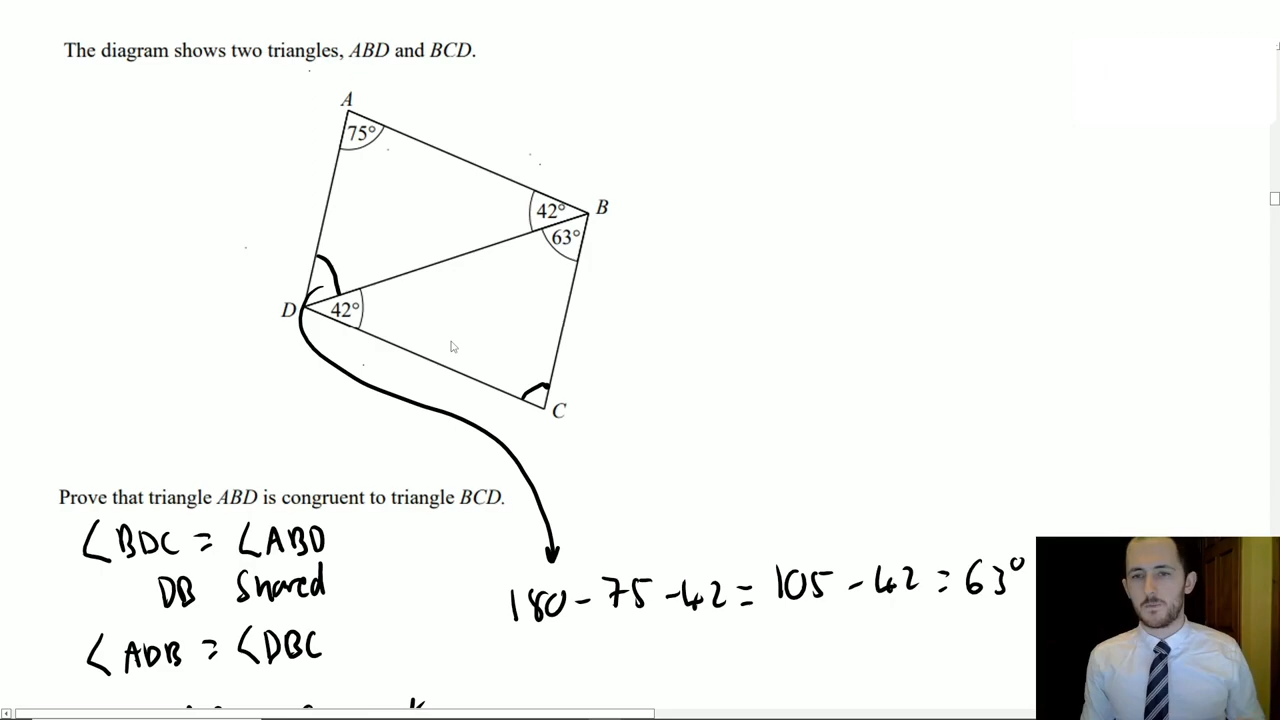 The diagram shows two triangles, ABD and BCD.
A
75°
42°
B
63°
D
42°
C
Prove that triangle ABD is congruent to triangle BCD.
∠BDC = ∠ABD
DB Shared
180 - 75 - 42 = 105 - 42 = 63°
∠ADB = ∠DBC